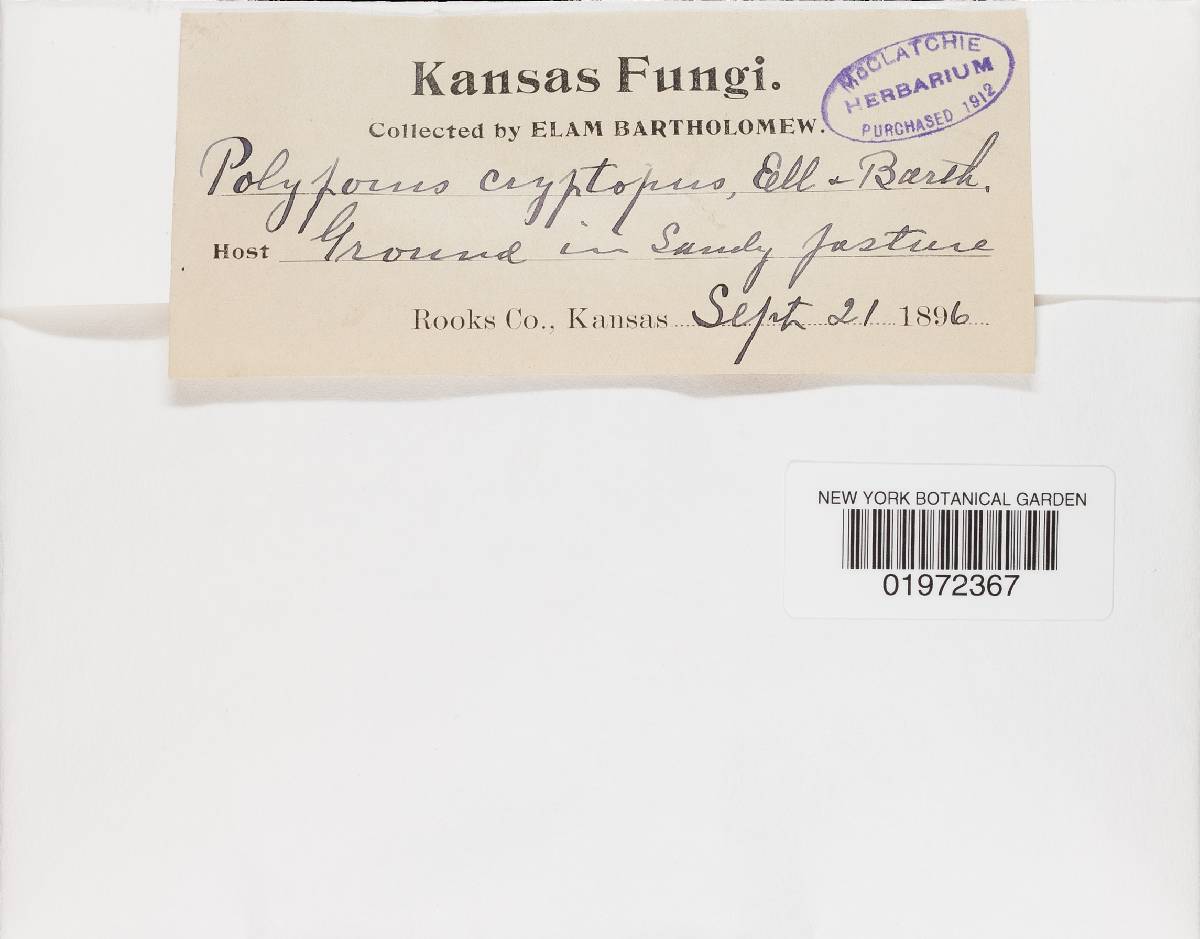 Kansas Fungi.
McCLATCHIE
HERBARIUM
PURCHASED 1912
Collected by ELAM BARTHOLOMEW.
Polyporus cryptopus, Ell & Barth.
Host Ground in Sandy pasture
Rooks Co., Kansas Sept 21 1896
NEW YORK BOTANICAL GARDEN
01972367